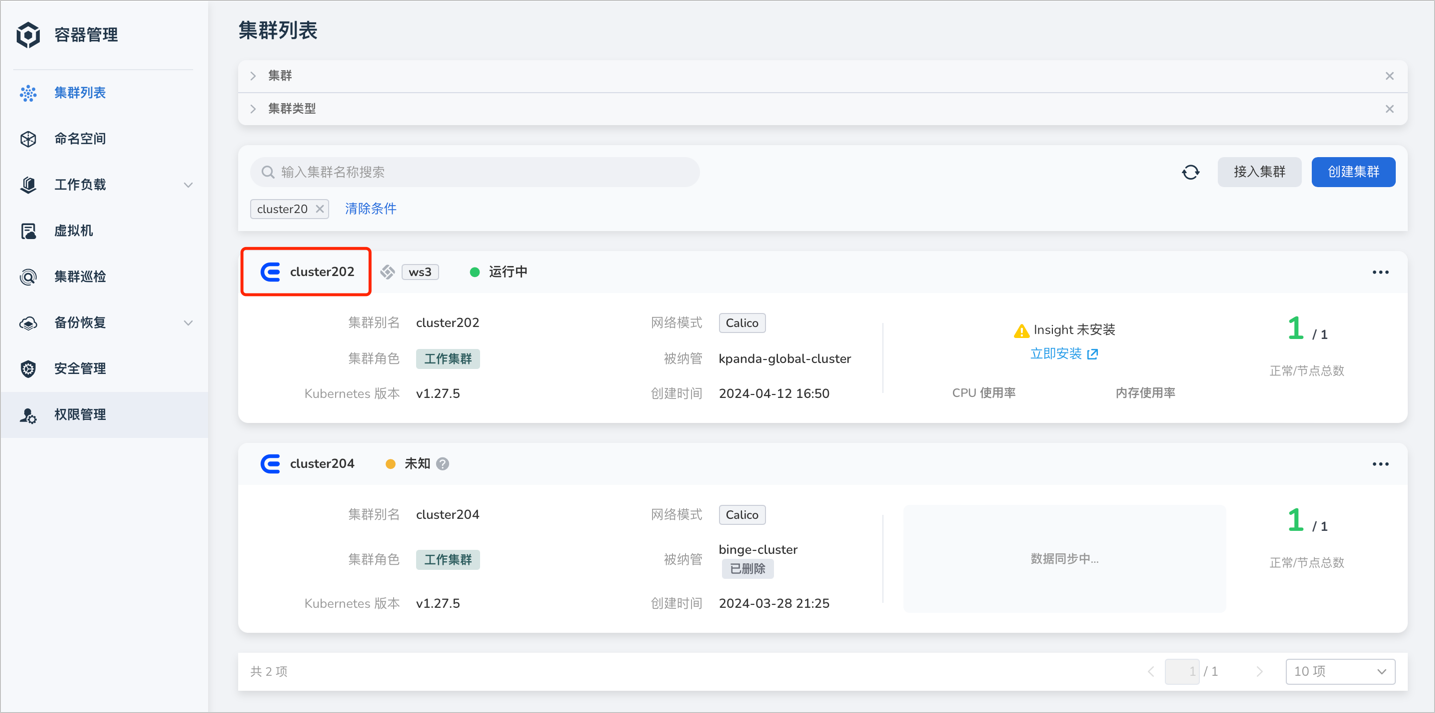 容器管理
集群列表
命名空间
工作负载
虚拟机
集群巡检
备份恢复
安全管理
权限管理
集群列表
集群
集群类型
输入集群名称搜索
接入集群
创建集群
cluster20
清除条件
cluster202
ws3
运行中
集群别名 cluster202
网络模式 Calico
集群角色 工作集群
被纳管 kpanda-global-cluster
Kubernetes 版本 v1.27.5
创建时间 2024-04-12 16:50
Insight 未安装
立即安装
CPU 使用率
内存使用率
1 / 1
正常/节点总数
cluster204
未知
集群别名 cluster204
网络模式 Calico
集群角色 工作集群
被纳管 binge-cluster
已删除
Kubernetes 版本 v1.27.5
创建时间 2024-03-28 21:25
数据同步中...
1 / 1
正常/节点总数
共 2 项
1 / 1
10 项